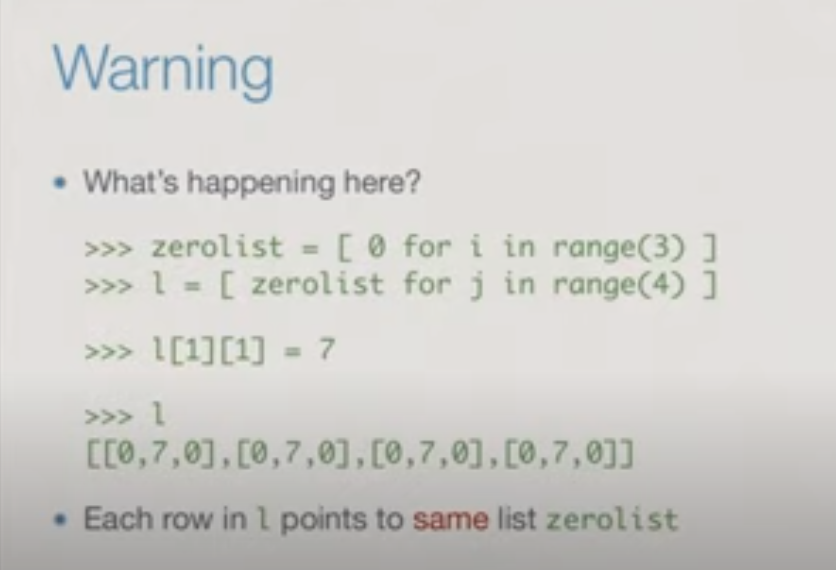 Warning
• What's happening here?
>>> zerolist = [ 0 for i in range(3) ]
>>> l = [ zerolist for j in range(4) ]
>>> l[1][1] = 7
>>> l
[[0,7,0],[0,7,0],[0,7,0],[0,7,0]]
• Each row in l points to same list zerolist